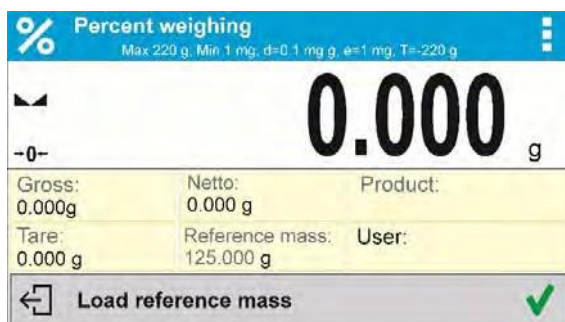 % Percent weighing
Max 220 g, Min 1 mg, d=0.1 mg g, e=1 mg, T=-220 g
0.000 g
→0←
Gross: Netto: Product:
0.000g 0.000 g
Tare: Reference mass: User:
0.000 g 125.000 g
Load reference mass